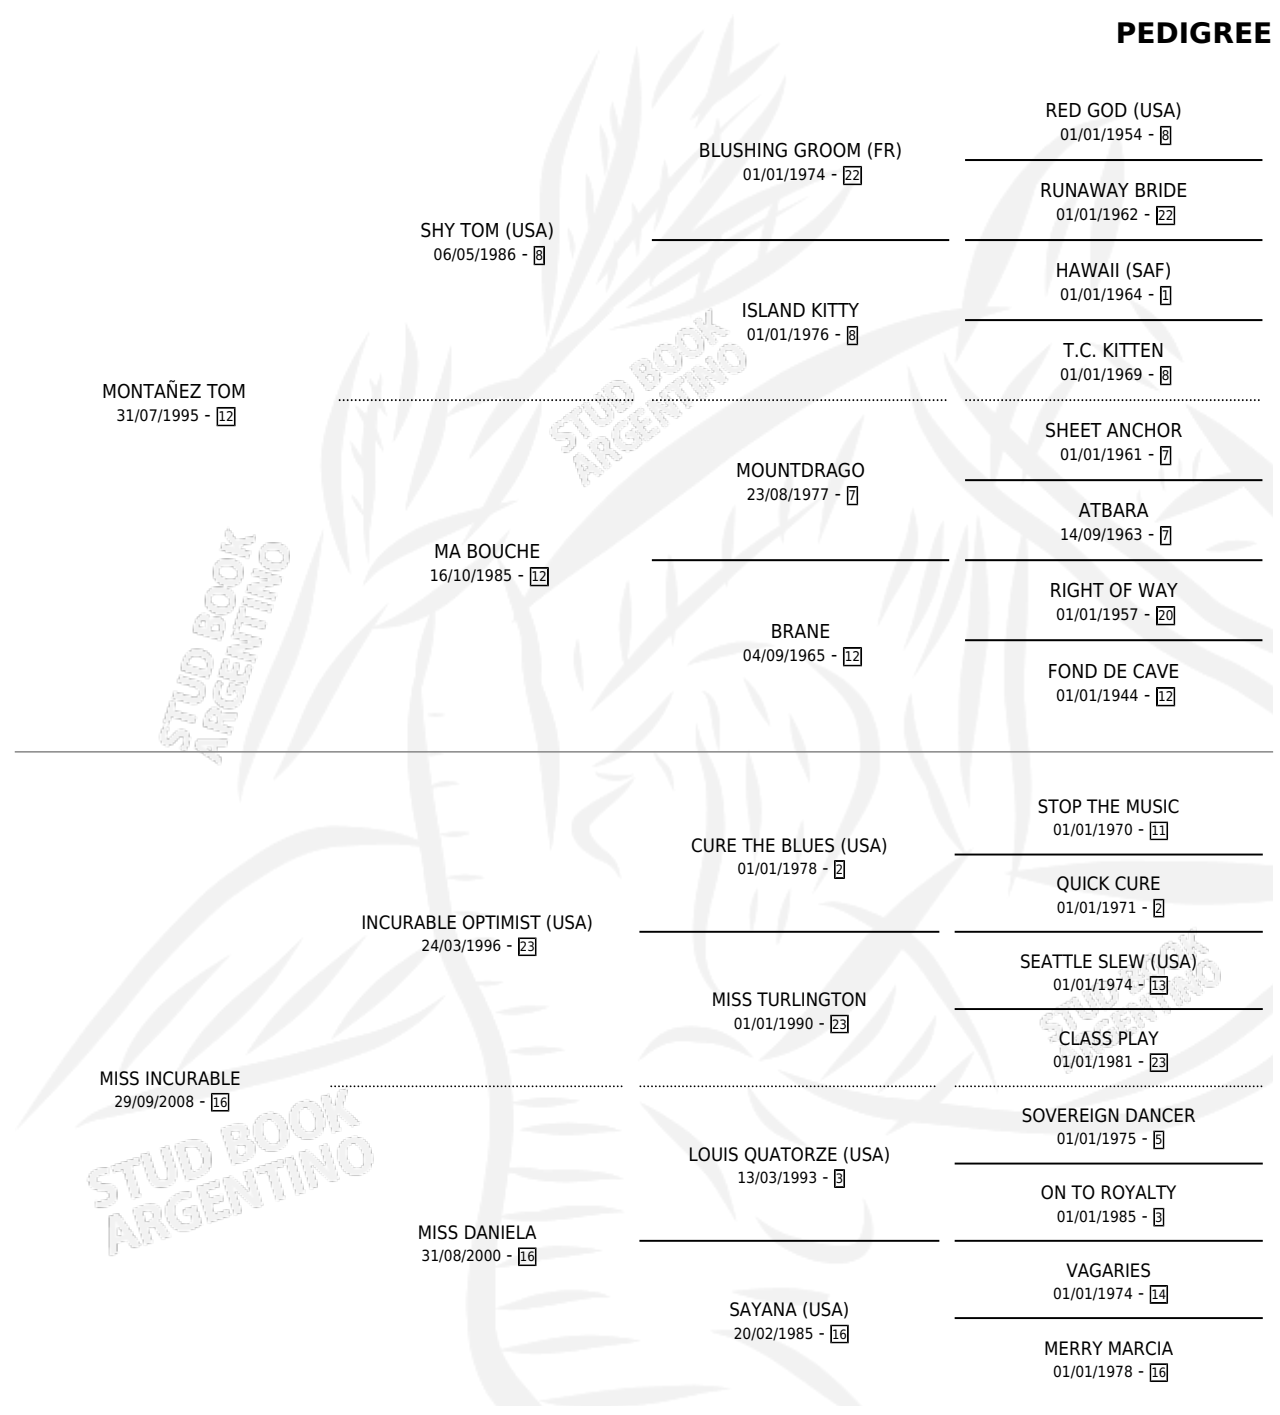 PEDIGREE
RED GOD (USA)
01/01/1954 - 8
BLUSHING GROOM (FR)
01/01/1974 - 22
RUNAWAY BRIDE
01/01/1962 - 22
SHY TOM (USA)
06/05/1986 - 8
HAWAII (SAF)
01/01/1964 - 1
ISLAND KITTY
01/01/1976 - 8
T.C. KITTEN
01/01/1969 - 8
MONTAÑEZ TOM
31/07/1995 - 12
SHEET ANCHOR
01/01/1961 - 7
MOUNTDRAGO
23/08/1977 - 7
ATBARA
14/09/1963 - 7
MA BOUCHE
16/10/1985 - 12
RIGHT OF WAY
01/01/1957 - 20
BRANE
04/09/1965 - 12
FOND DE CAVE
01/01/1944 - 12
STOP THE MUSIC
01/01/1970 - 11
CURE THE BLUES (USA)
01/01/1978 - 2
QUICK CURE
01/01/1971 - 2
INCURABLE OPTIMIST (USA)
24/03/1996 - 23
SEATTLE SLEW (USA)
01/01/1974 - 13
MISS TURLINGTON
01/01/1990 - 23
CLASS PLAY
01/01/1981 - 23
MISS INCURABLE
29/09/2008 - 16
SOVEREIGN DANCER
01/01/1975 - 5
LOUIS QUATORZE (USA)
13/03/1993 - 3
ON TO ROYALTY
01/01/1985 - 3
MISS DANIELA
31/08/2000 - 16
VAGARIES
01/01/1974 - 14
SAYANA (USA)
20/02/1985 - 16
MERRY MARCIA
01/01/1978 - 16
STUD BOOK
ARGENTINO
STUD BOOK
ARGENTINO
STUD BOOK
ARGENTINO
STUD BOOK
ARGENTINO